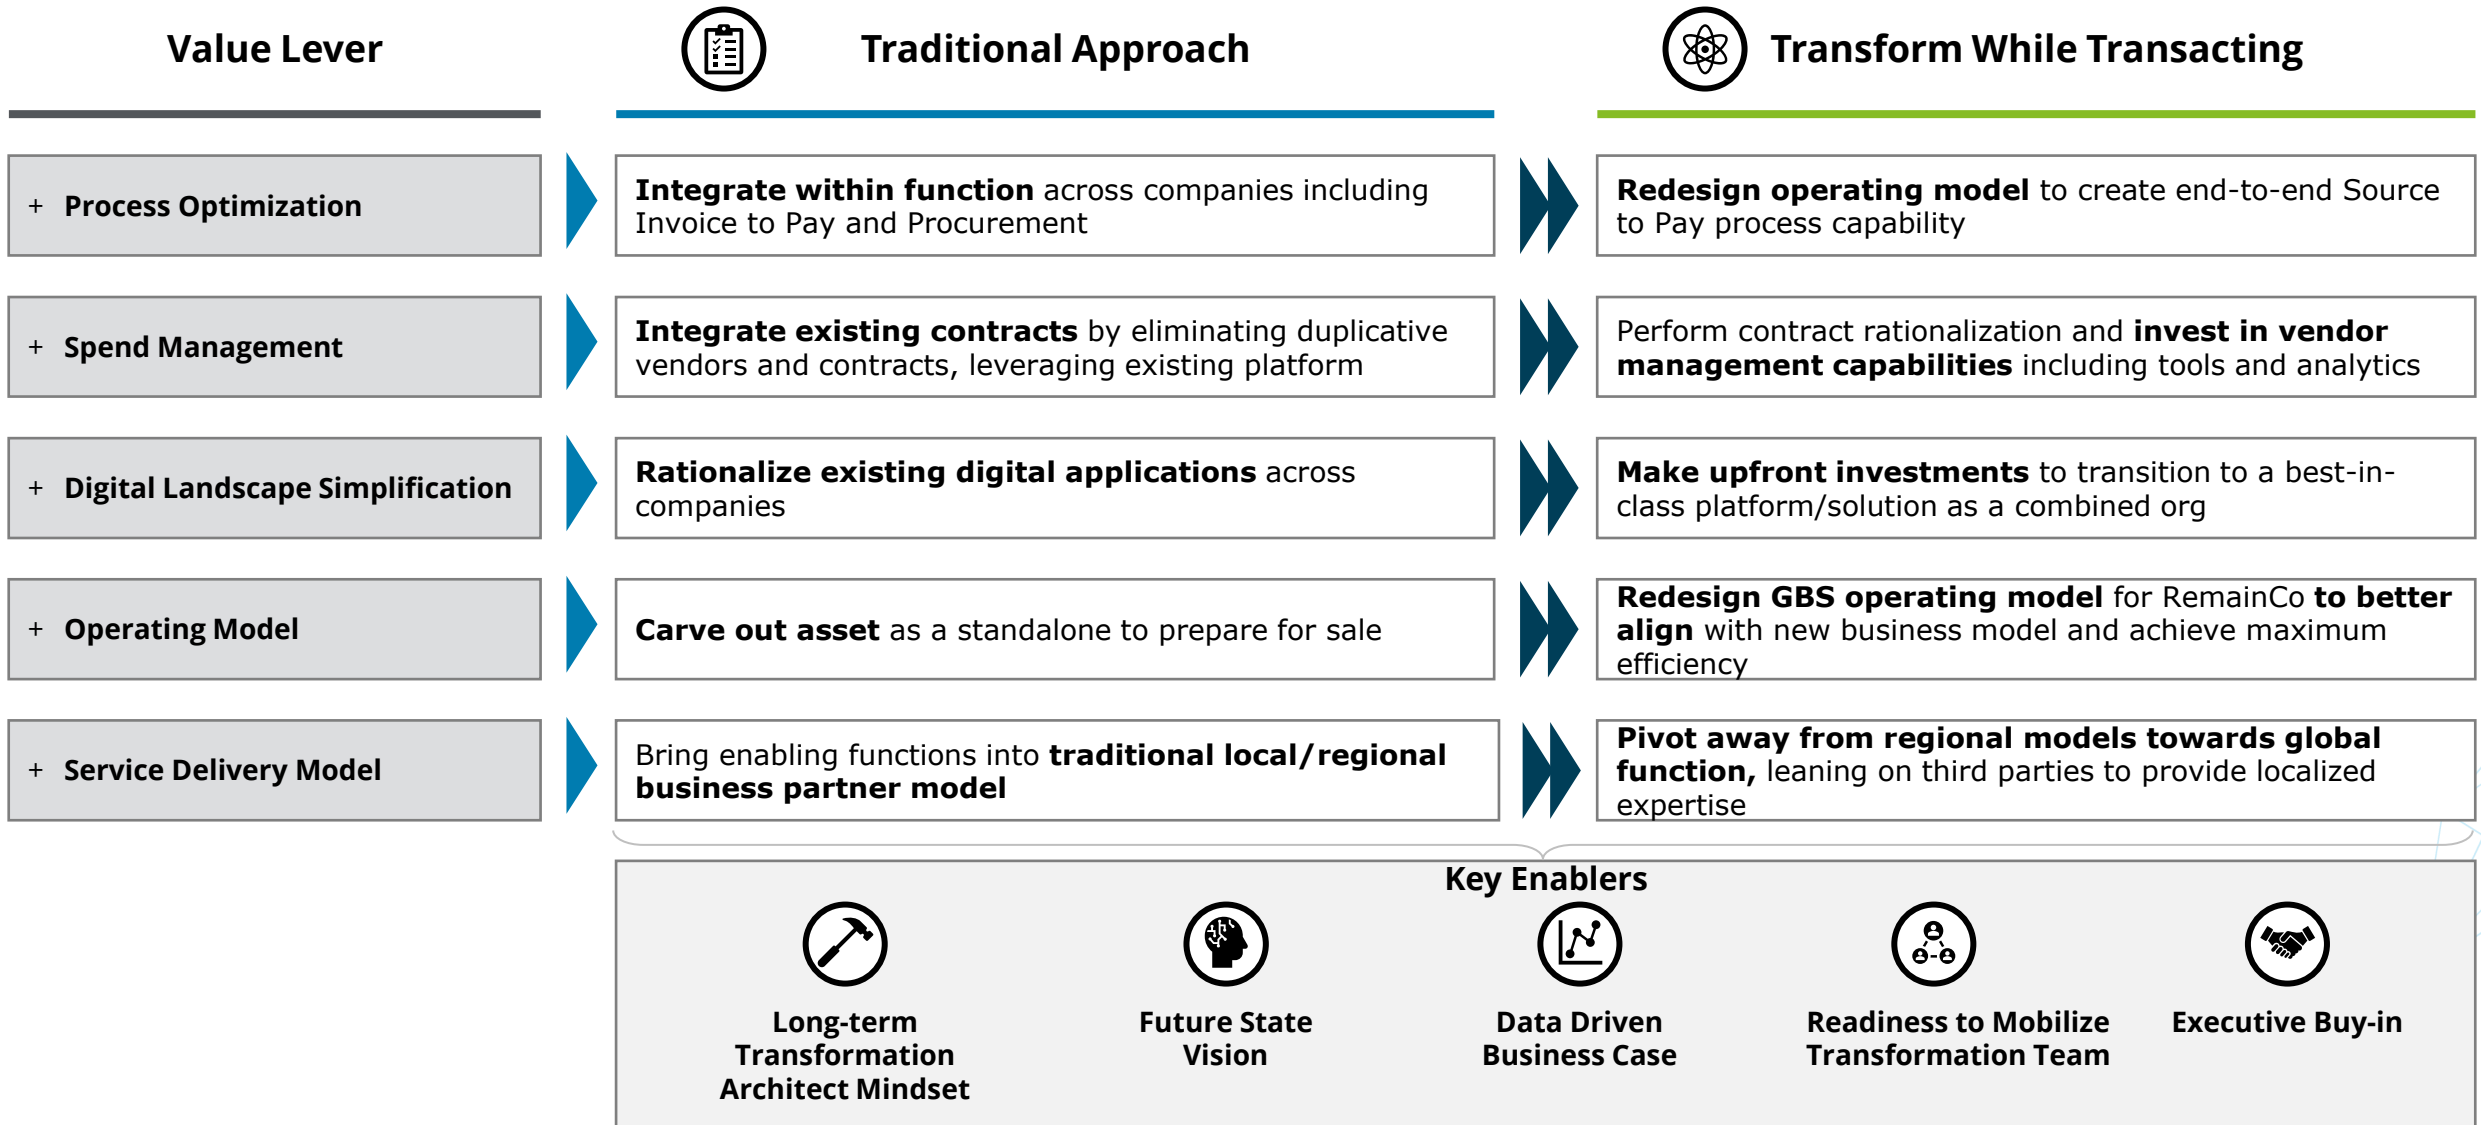 Value Lever
Traditional Approach
Transform While Transacting
+ Process Optimization
Integrate within function across companies including
Invoice to Pay and Procurement
Redesign operating model to create end-to-end Source
to Pay process capability
+ Spend Management
Integrate existing contracts by eliminating duplicative
vendors and contracts, leveraging existing platform
Perform contract rationalization and invest in vendor
management capabilities including tools and analytics
+ Digital Landscape Simplification
Rationalize existing digital applications across
companies
Make upfront investments to transition to a best-in-
class platform/solution as a combined org
+ Operating Model
Carve out asset as a standalone to prepare for sale
Redesign GBS operating model for RemainCo to better
align with new business model and achieve maximum
efficiency
+ Service Delivery Model
Bring enabling functions into traditional local/regional
business partner model
Pivot away from regional models towards global
function, leaning on third parties to provide localized
expertise
Key Enablers
Long-term
Transformation
Architect Mindset
Future State
Vision
Data Driven
Business Case
Readiness to Mobilize
Transformation Team
Executive Buy-in